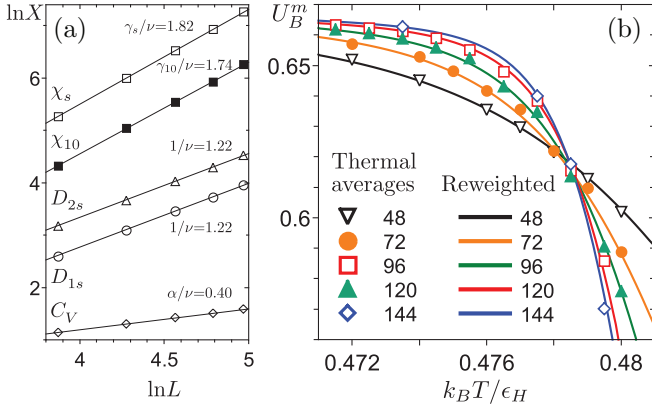 lnX
(a)
γs/ν=1.82
γ10/ν=1.74
χs
χ10
1/ν=1.22
D2s
1/ν=1.22
D1s
α/ν=0.40
CV
6
4
2
4
4.5
5
lnL
U_B^m
(b)
0.65
0.6
Thermal averages
Reweighted
48 48
72 72
96 96
120 120
144 144
0.472
0.476
0.48
kBT/ϵH